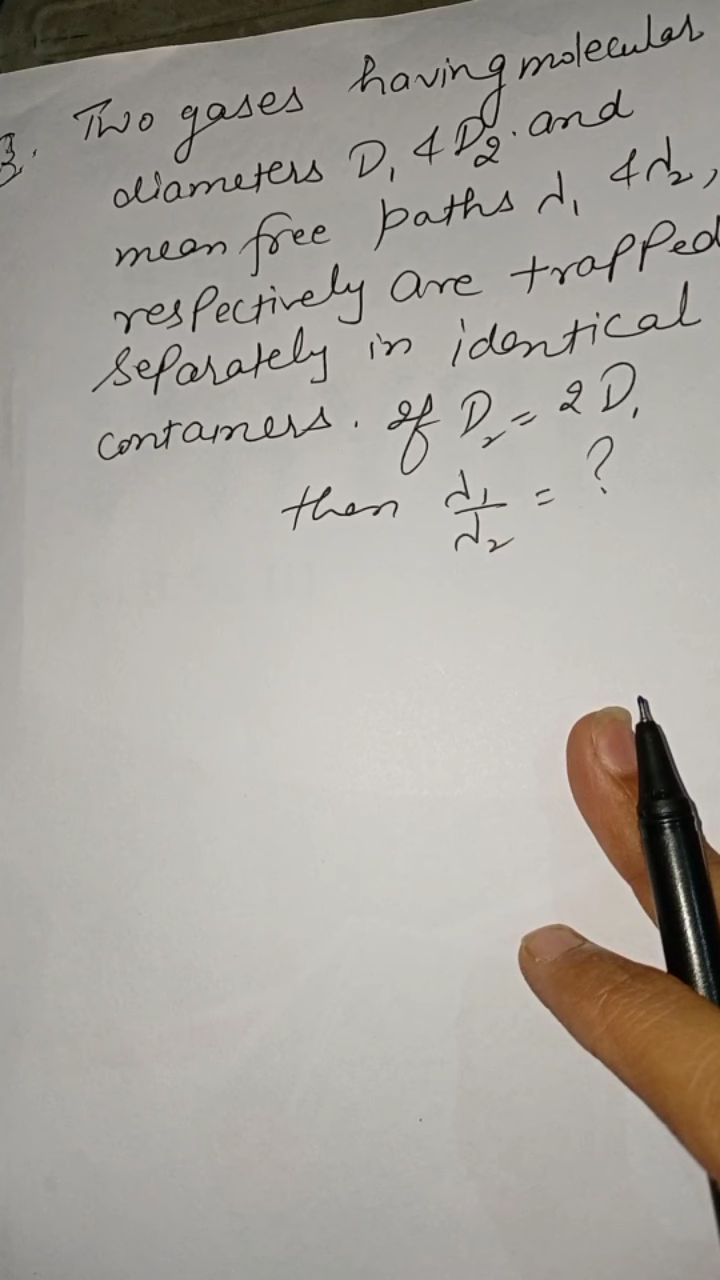 3. Two gases having molecular
diameters D₁ & D₂. and
mean free paths λ₁ & λ₂,
respectively are trapped
separately in identical
containers. If D₂ = 2D₁
then λ₁/λ₂ = ?